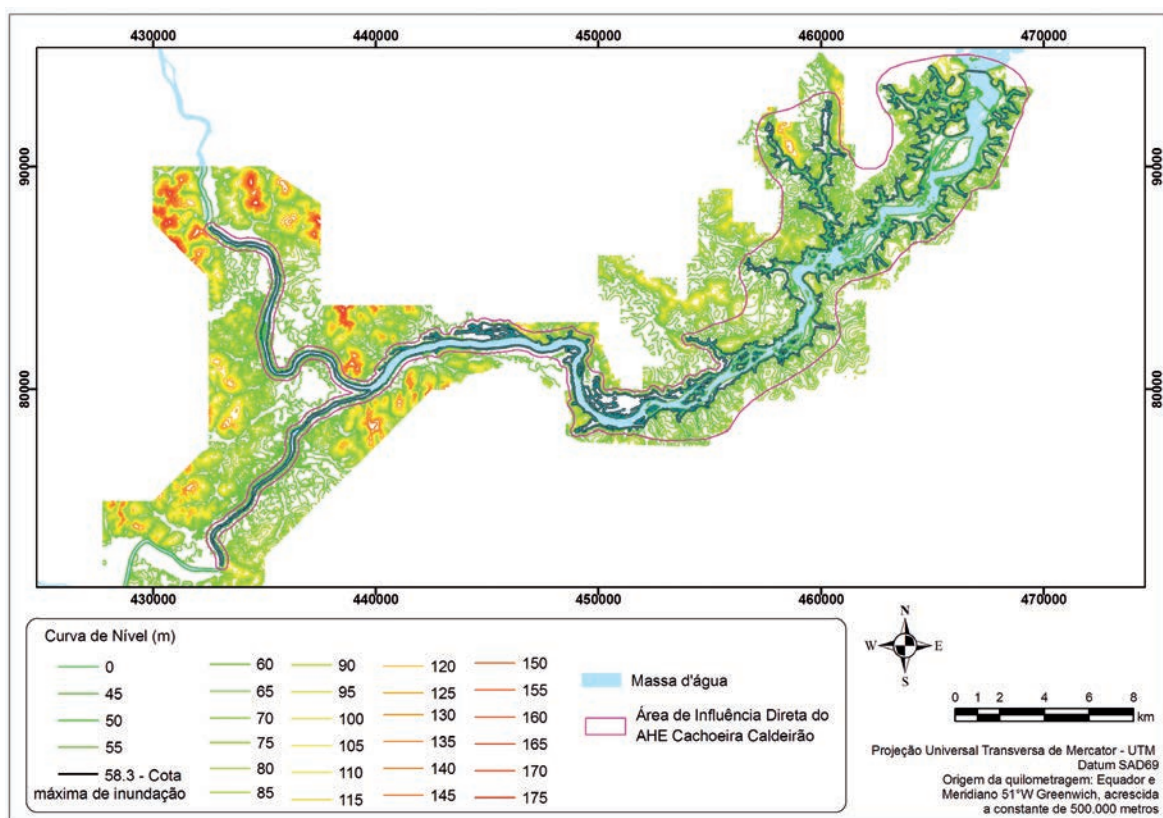 430000 440000 450000 460000 470000
90000 90000
80000 80000
430000 440000 450000 460000 470000
Curva de Nível (m)
0
45
50
55
58.3 - Cota
máxima de inundação
60
65
70
75
80
85
90
95
100
105
110
115
120
125
130
135
140
145
150
155
160
165
170
175
Massa d'água
Área de Influência Direta do
AHE Cachoeira Caldeirão
N
W E
S
0 1 2 4 6 8
km
Projeção Universal Transversa de Mercator - UTM
Datum SAD69
Origem da quilometragem: Equador e
Meridiano 51°W Greenwich, acrescida
a constante de 500.000 metros